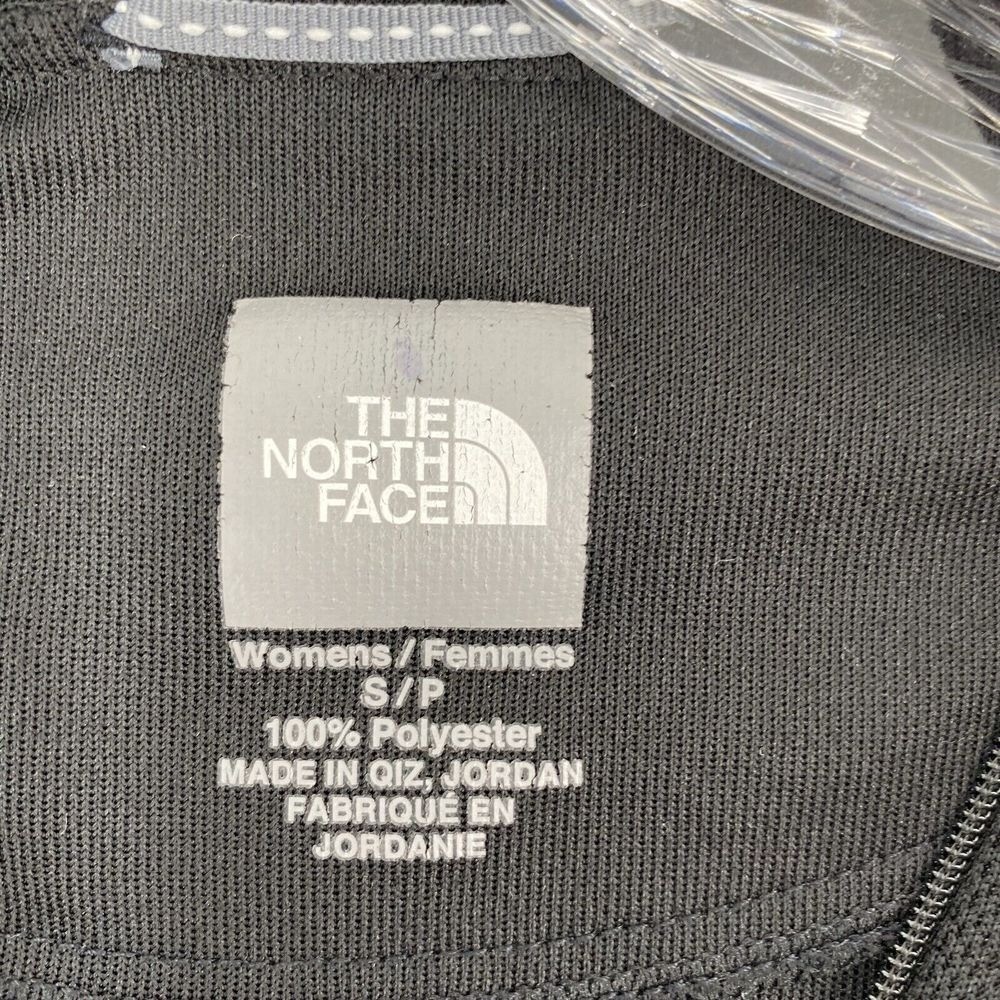 THE
NORTH
FACE
Womens / Femmes
S / P
100% Polyester
MADE IN QIZ, JORDAN
FABRIQUÉ EN
JORDANIE